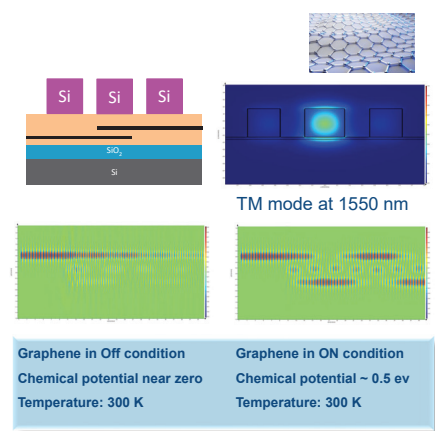 Si Si Si
SiO2
Si
TM mode at 1550 nm
Graphene in Off condition
Chemical potential near zero
Temperature: 300 K
Graphene in ON condition
Chemical potential ~ 0.5 ev
Temperature: 300 K